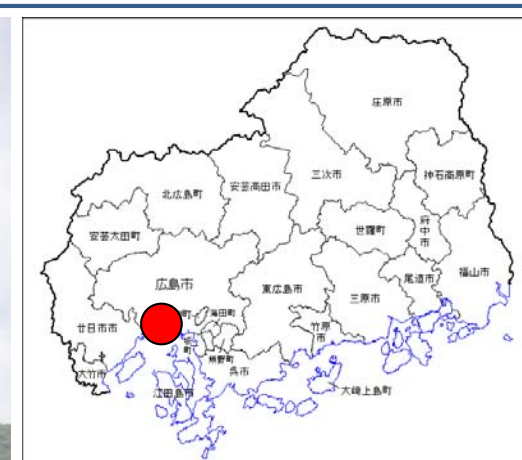 庄原市
三次市
神石高原町
安芸高田市
北広島町
世羅町
府中市
安芸太田町
広島市
尾道市
福山市
東広島市
三原市
海田町
廿日市市
竹原市
熊野町
大竹市
呉市
江田島市
大崎上島町